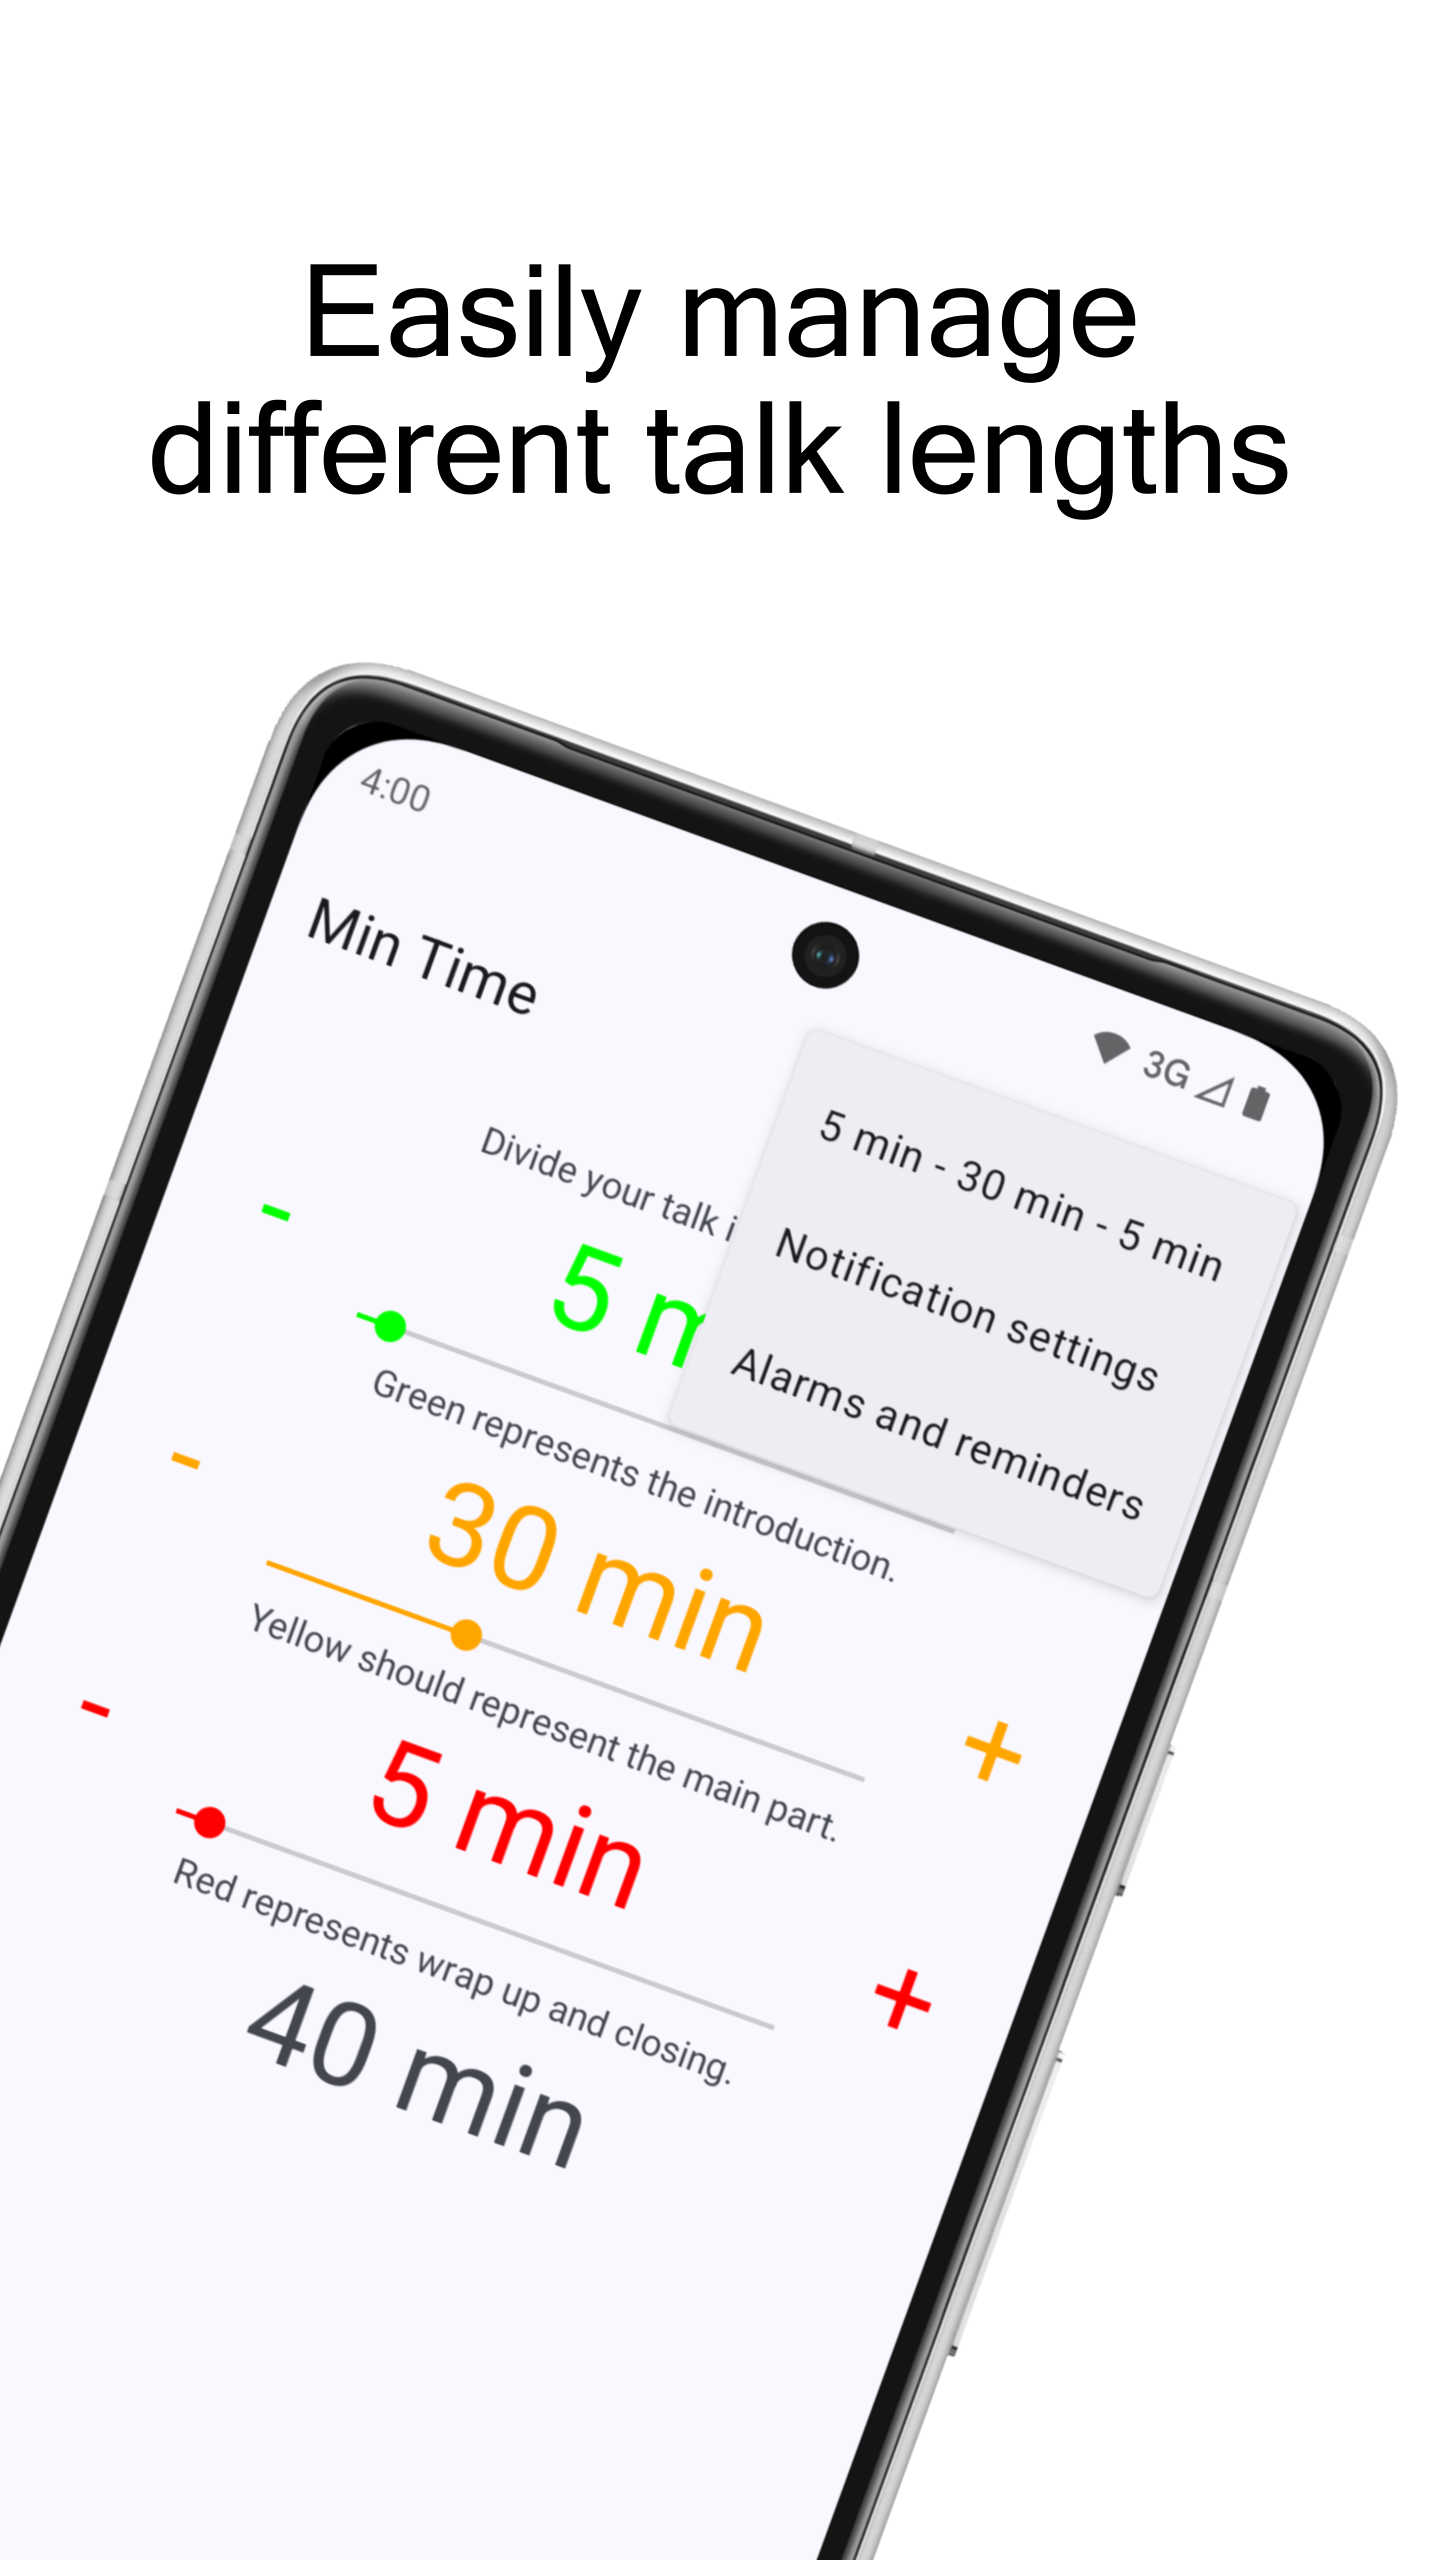 Easily manage
different talk lengths
4:00
3G
Min Time
5 min - 30 min - 5 min
Notification settings
Alarms and reminders
Divide your talk
-
5
Green represents the introduction.
-
30 min
+
Yellow should represent the main part.
-
5 min
+
Red represents wrap up and closing.
40 min